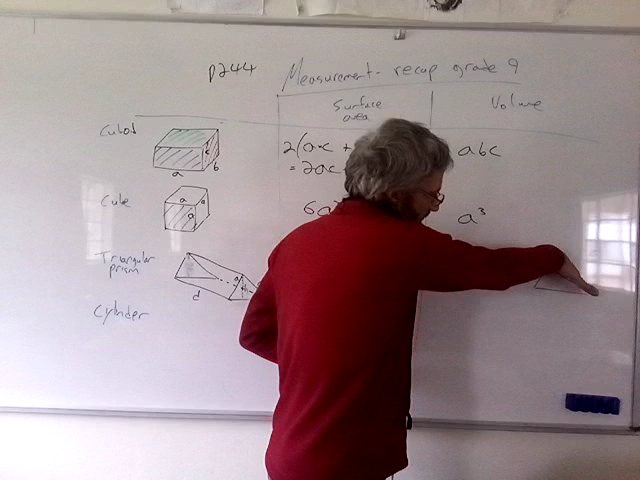 p244 Measurement - recap grade 9
Surface area
Volume
Cuboid
a
b
c
2(ac +
= 2ac
abc
Cube
a a a
6a
a³
Triangular
prism
d
Cylinder